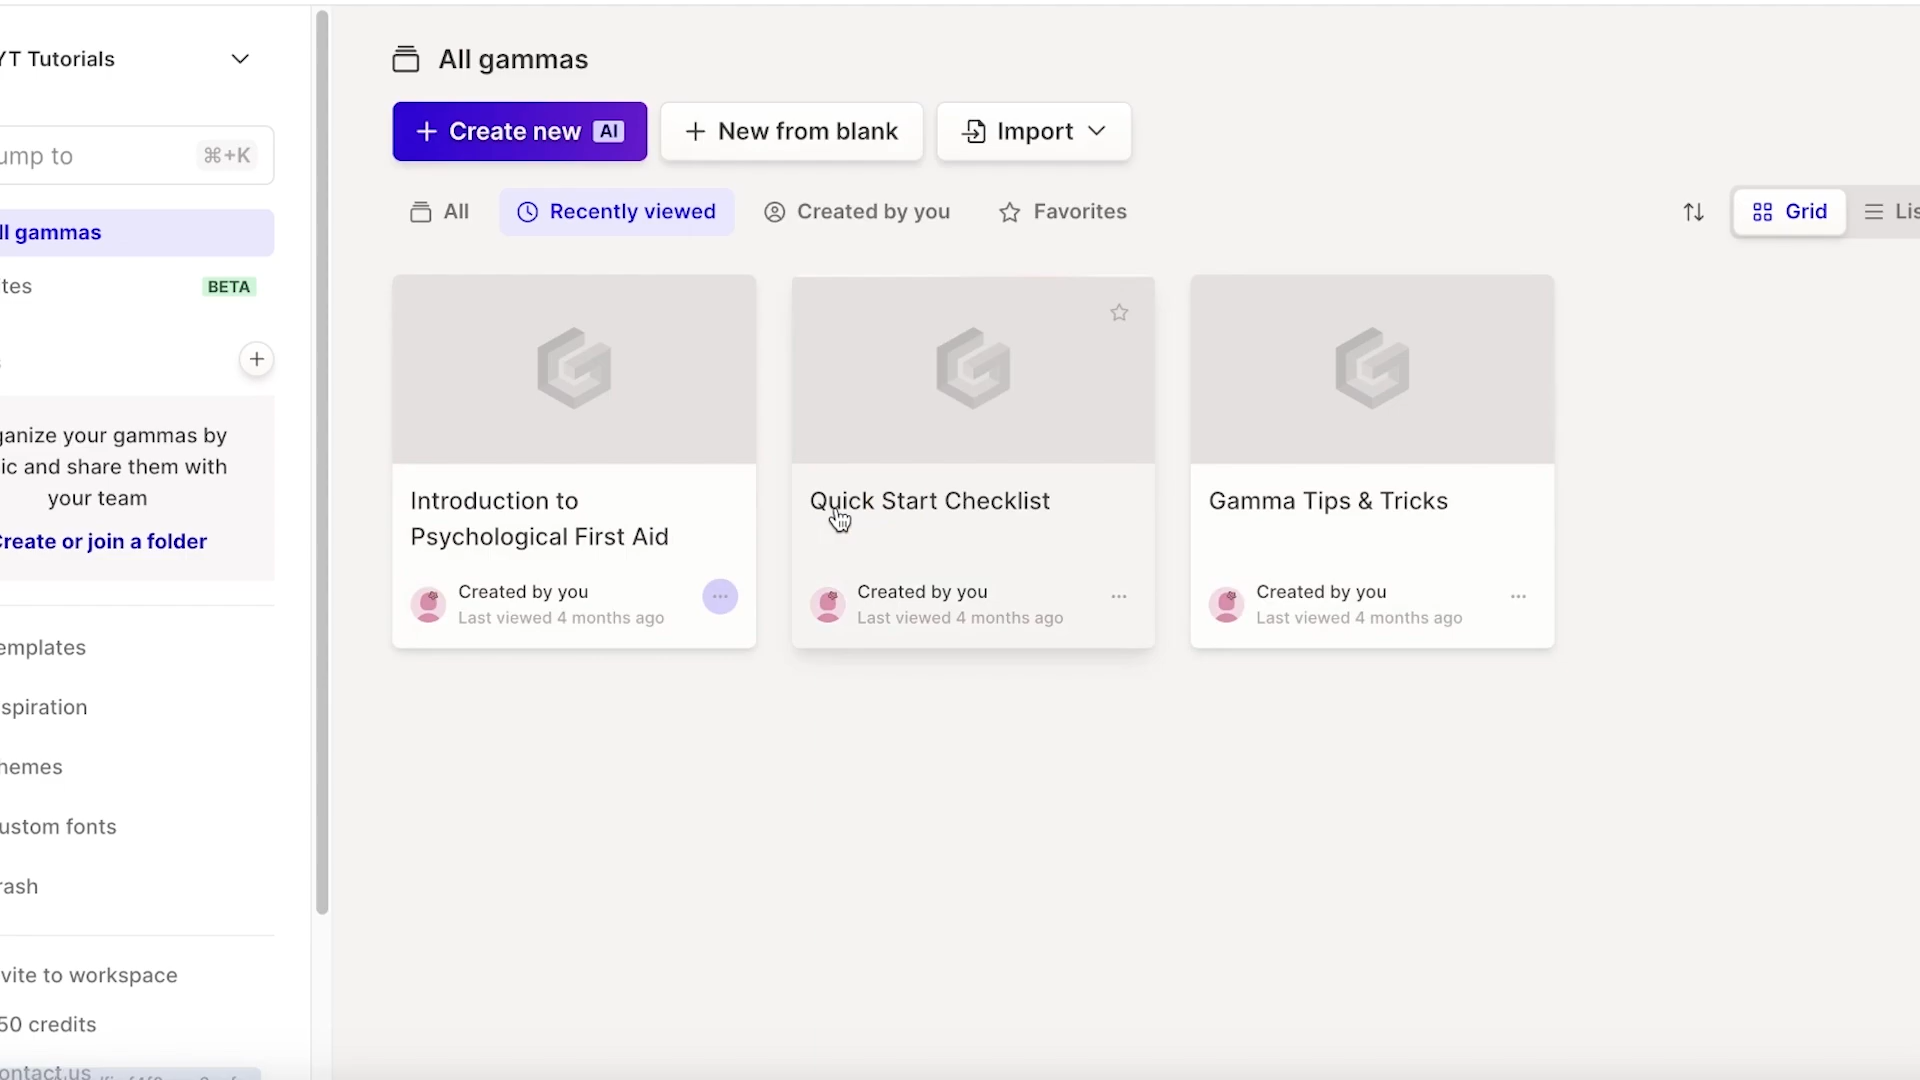 YT Tutorials
ump to ⌘+K
ll gammas
tes BETA
ganize your gammas by
ic and share them with
your team
Create or join a folder
emplates
spiration
hemes
ustom fonts
rash
vite to workspace
50 credits
ontact us
All gammas
+ Create new AI
+ New from blank
Import
All
Recently viewed
Created by you
Favorites
Grid
Lis
Introduction to
Psychological First Aid
Created by you
Last viewed 4 months ago
Quick Start Checklist
Created by you
Last viewed 4 months ago
Gamma Tips & Tricks
Created by you
Last viewed 4 months ago